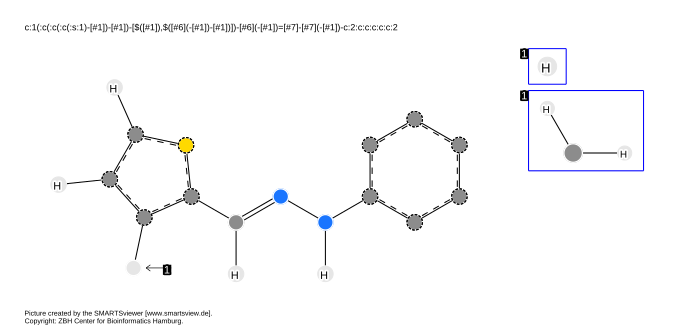 c:1(:c(:c(:c(:s:1)-[#1])-[#1])-[$([#1]),$([#6](-[#1])-[#1])])-[#6](-[#1])=[#7]-[#7](-[#1])-c:2:c:c:c:c:c:2
1
H
1
H
H
H
H
1
H
H
Picture created by the SMARTSviewer [www.smartsview.de].
Copyright: ZBH Center for Bioinformatics Hamburg.